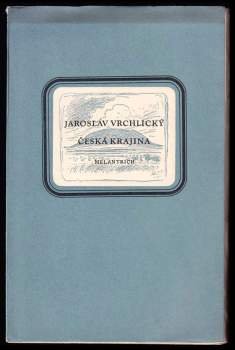 JAROSLAV VRCHLICKÝ
ČESKÁ KRAJINA
MELANTRICH